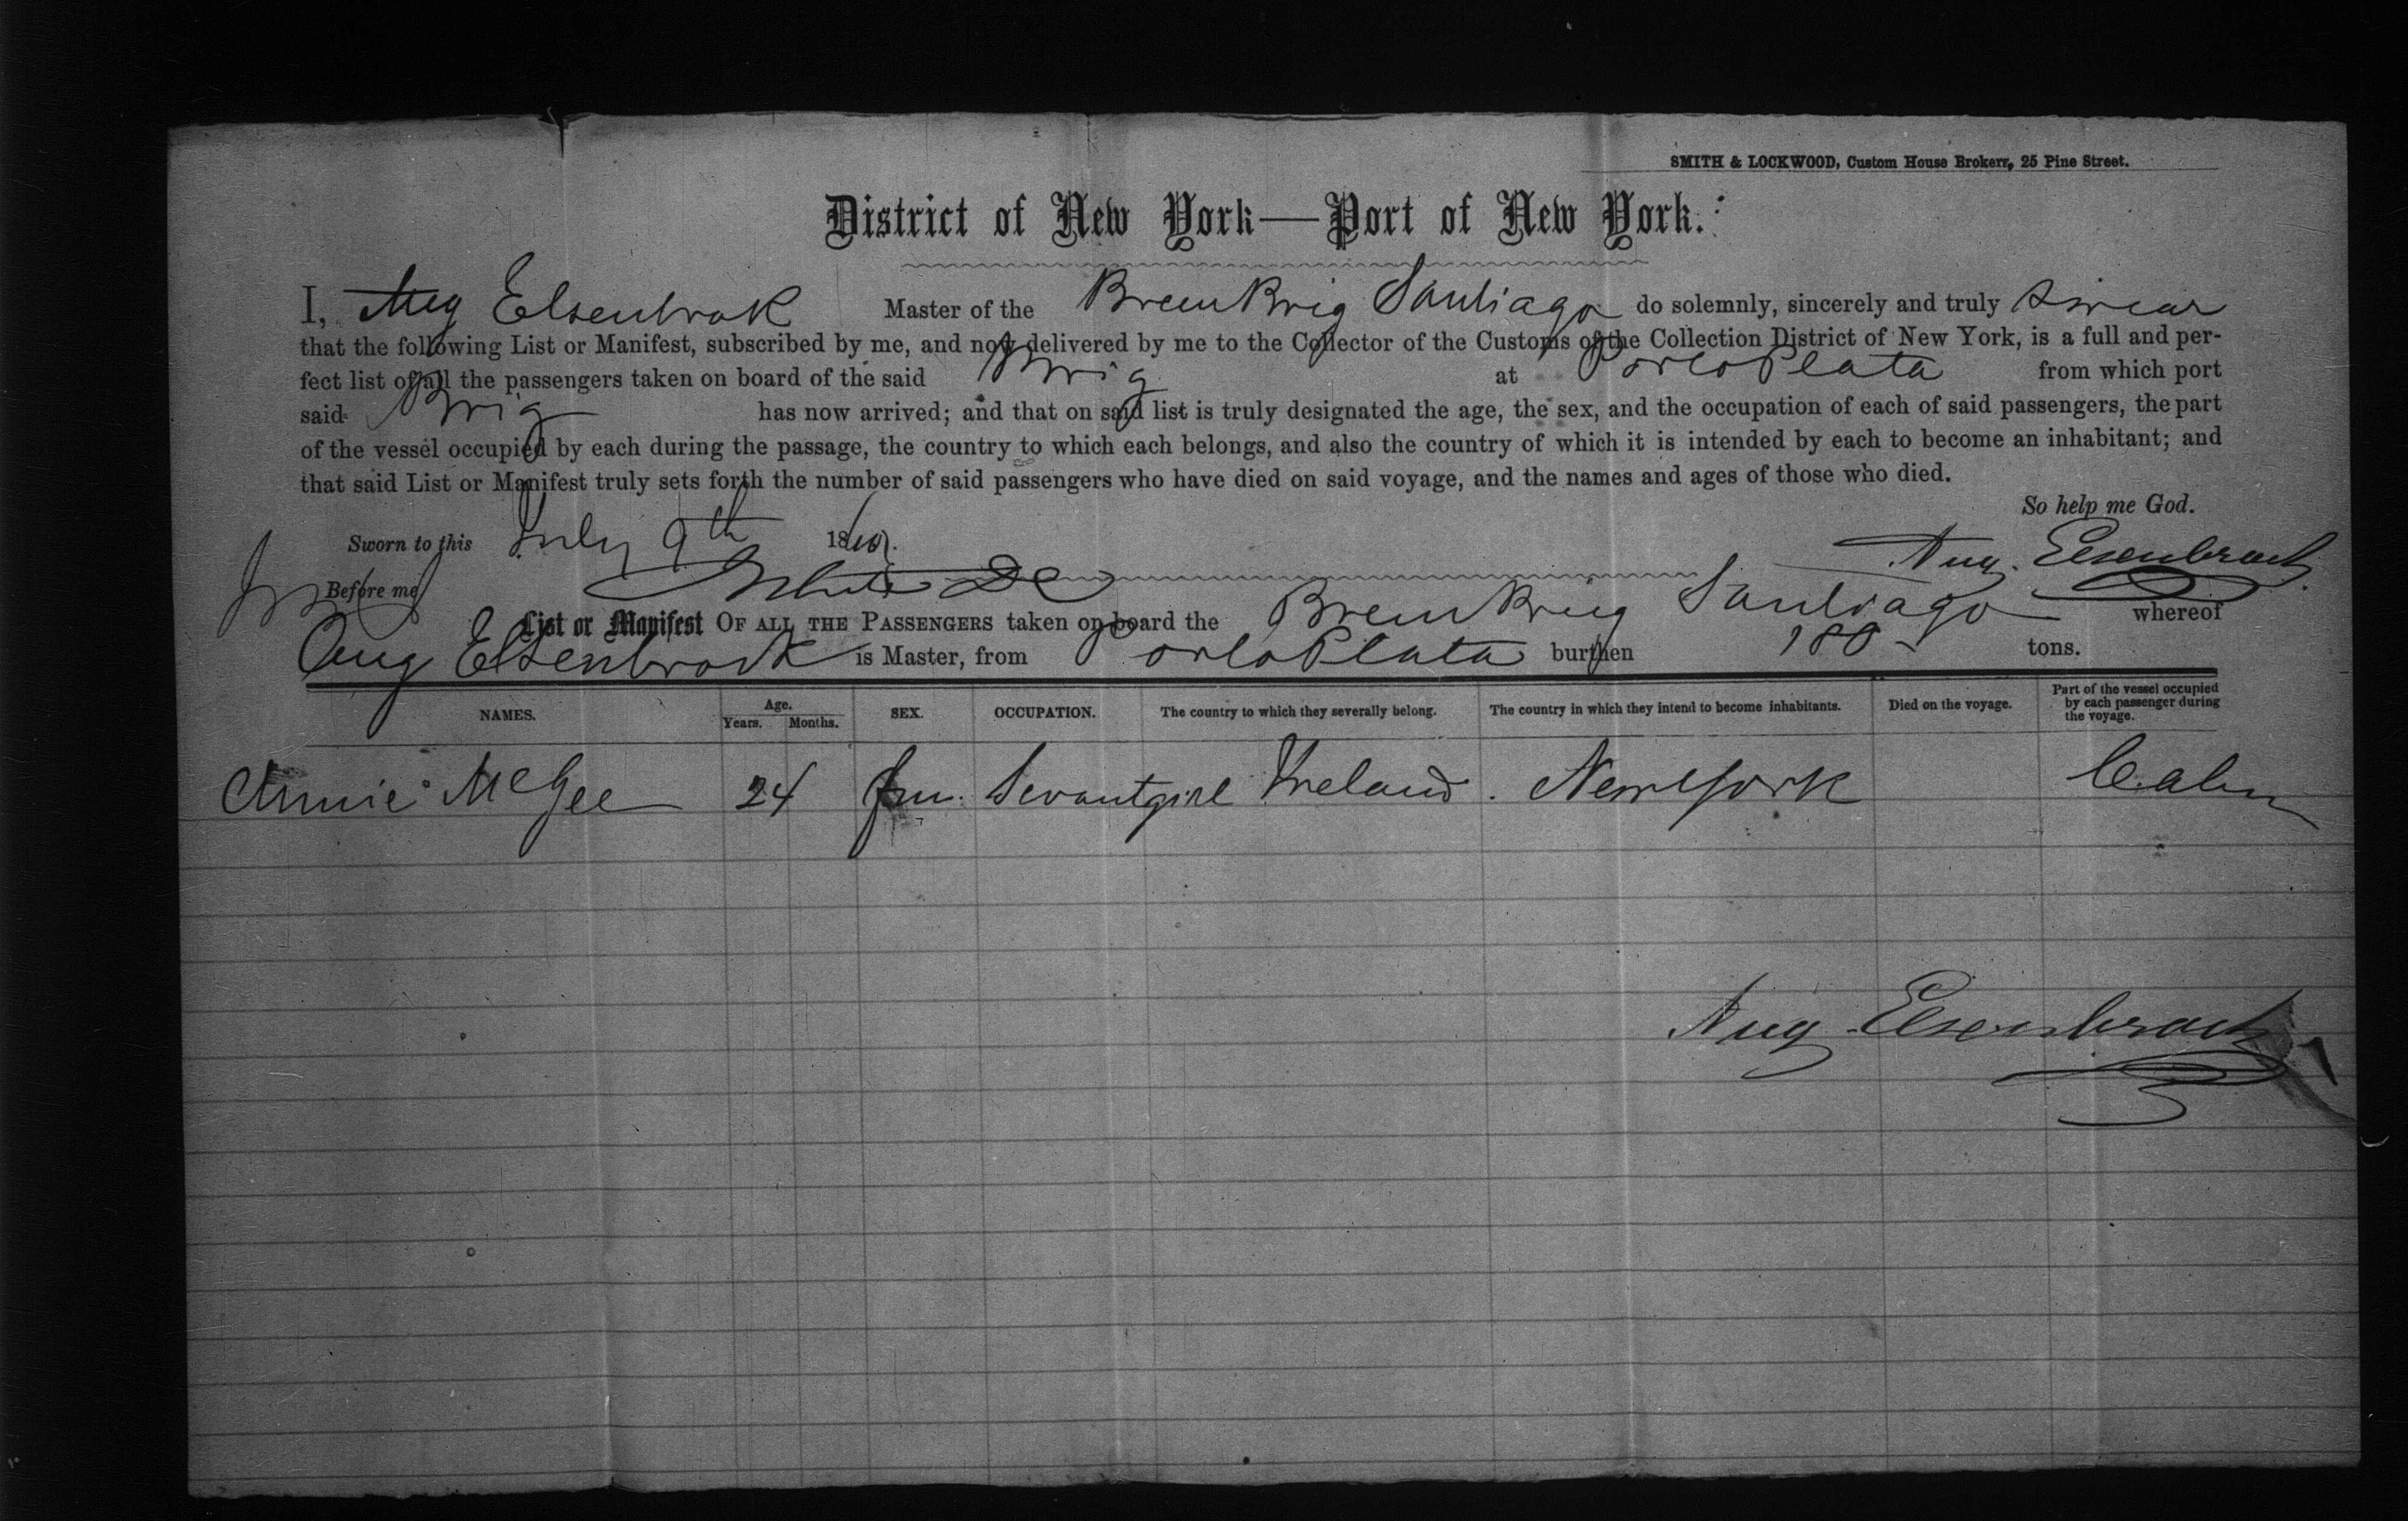 SMITH & LOCKWOOD, Custom House Brokers, 25 Pine Street.
District of New York—Port of New York.
I, Aug Elsenbrok Master of the Brem Brig Santiago do solemnly, sincerely and truly swear
that the following List or Manifest, subscribed by me, and now delivered by me to the Collector of the Customs of the Collection District of New York, is a full and per-
fect list of all the passengers taken on board of the said Brig at Porto Plata from which port
said Brig has now arrived; and that on said list is truly designated the age, the sex, and the occupation of each of said passengers, the part
of the vessel occupied by each during the passage, the country to which each belongs, and also the country of which it is intended by each to become an inhabitant; and
that said List or Manifest truly sets forth the number of said passengers who have died on said voyage, and the names and ages of those who died.
So help me God.
Sworn to this July 9th 186
Aug. Elsenbrock
Before me
List or Manifest OF ALL THE PASSENGERS taken on board the Brem Brig Santiago whereof
Aug Elsenbrock is Master, from Porto Plata burthen 180 tons.
NAMES. Age. Years. Months. SEX. OCCUPATION. The country to which they severally belong. The country in which they intend to become inhabitants. Died on the voyage. Part of the vessel occupied by each passenger during the voyage.
Annie McGee 24 fem. Servantgirl Ireland. New York Cabin
Aug. Elsenbrock